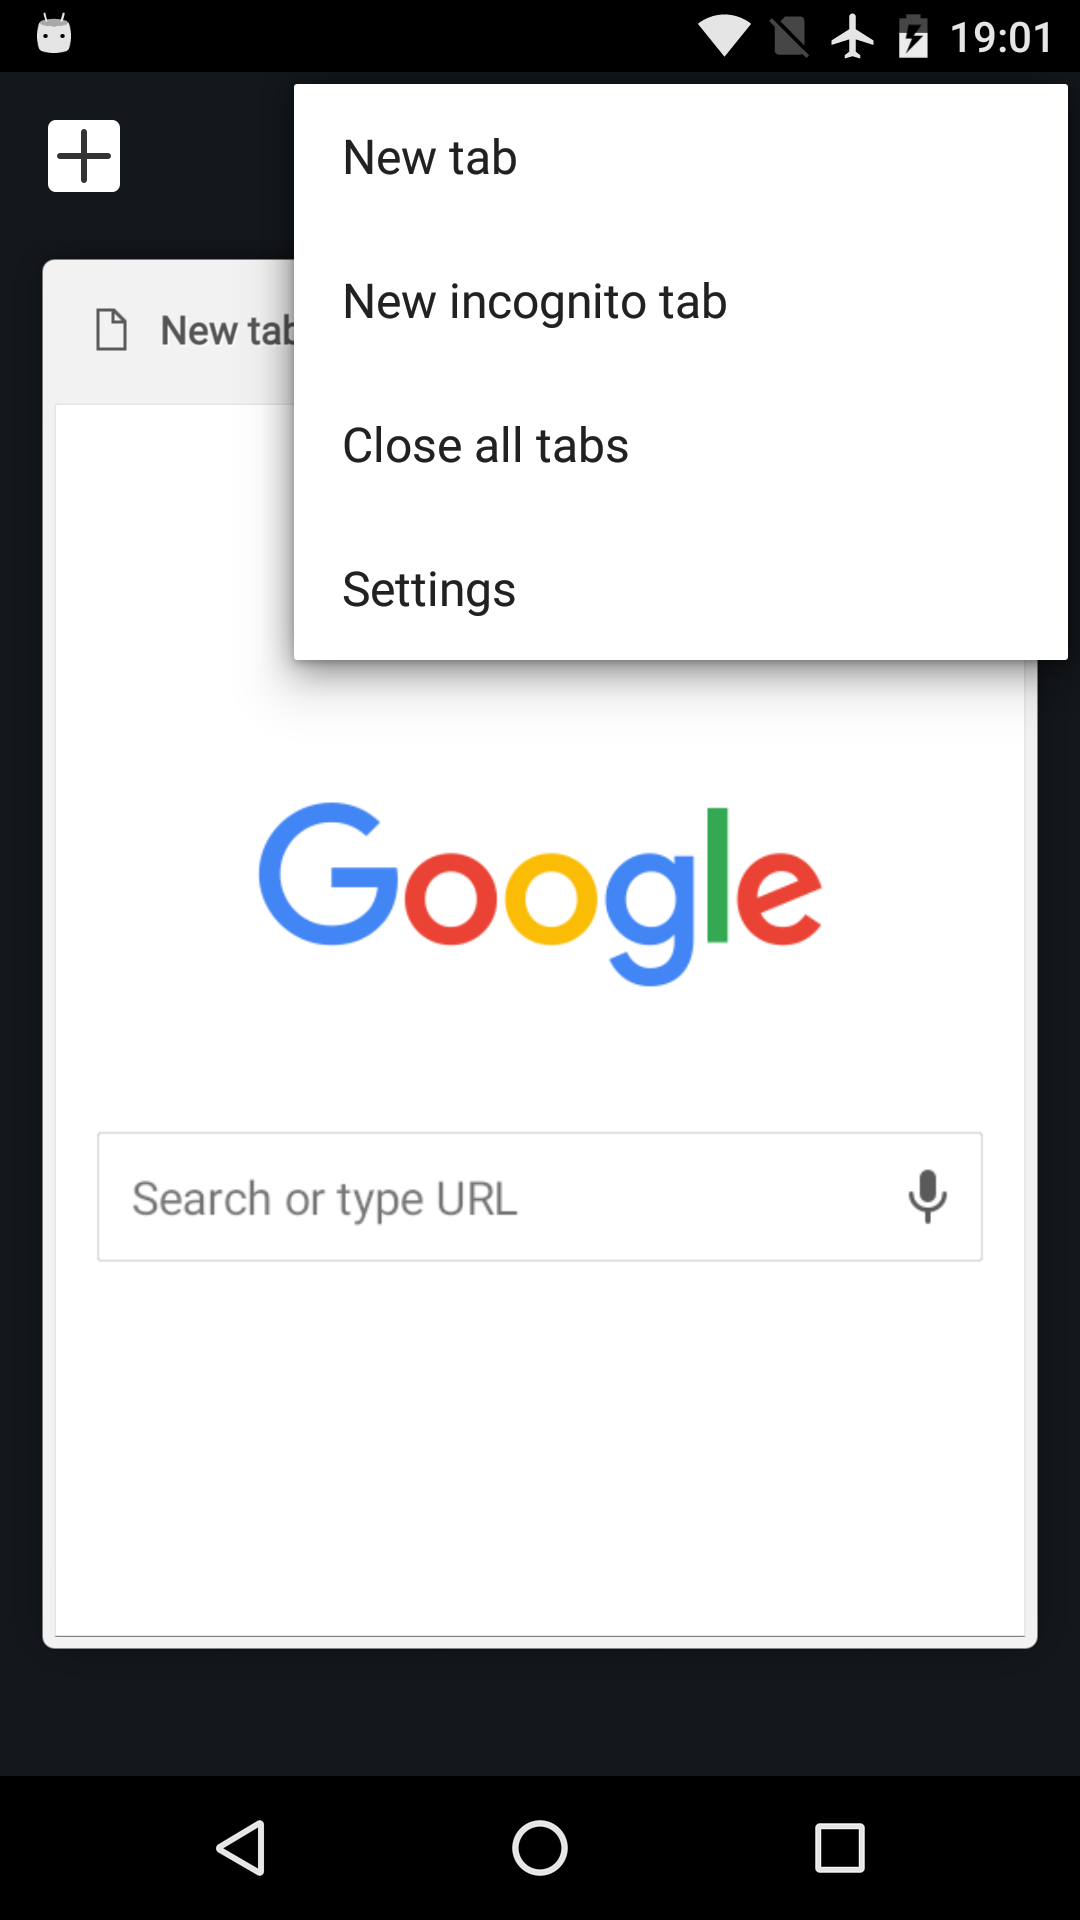 19:01
New tab
New incognito tab
Close all tabs
Settings
New tab
Google
Search or type URL